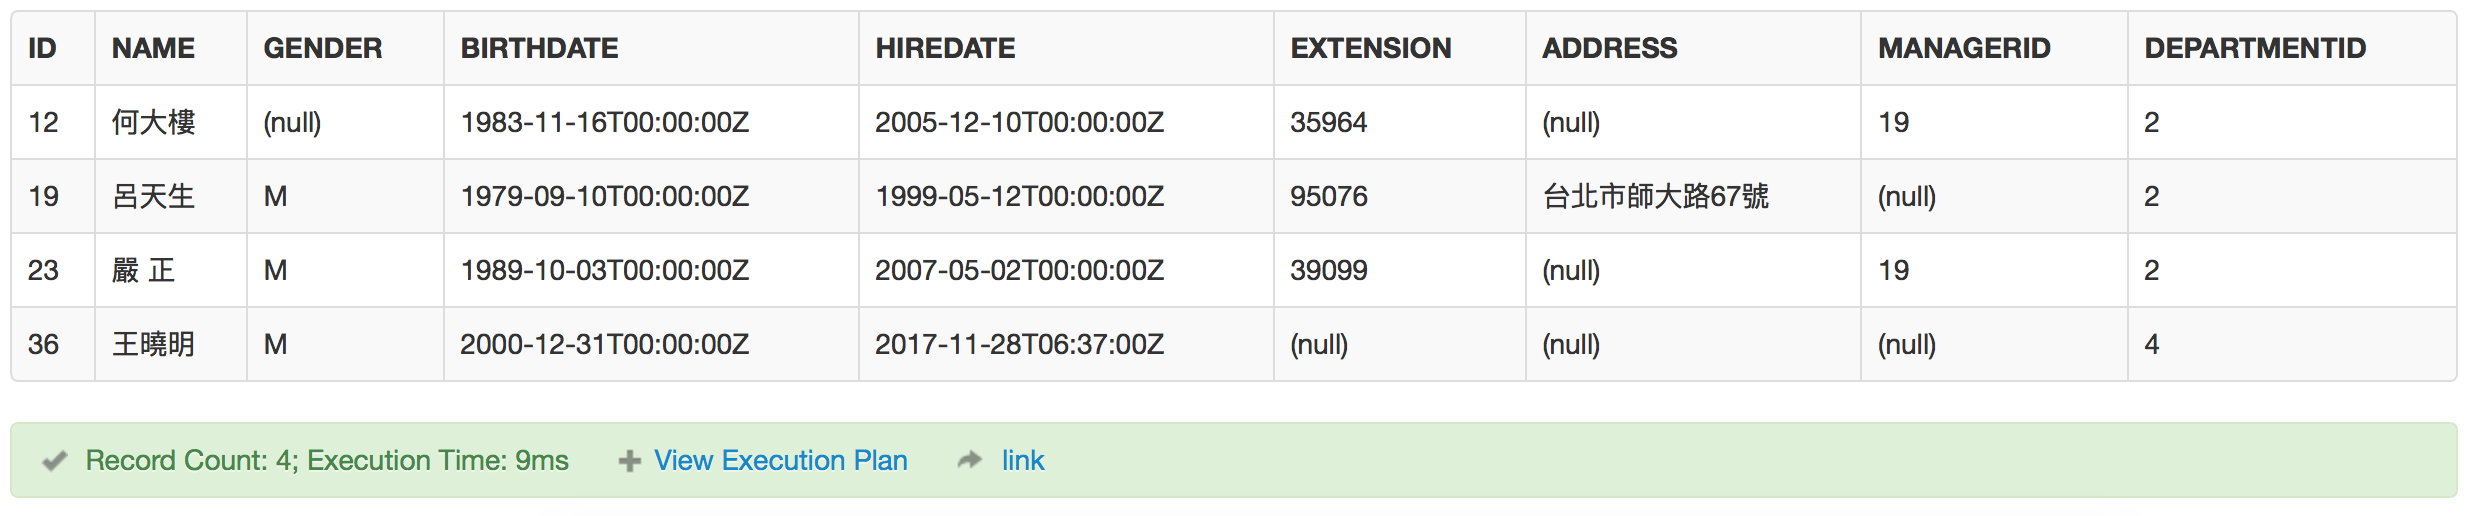 ID NAME GENDER BIRTHDATE HIREDATE EXTENSION ADDRESS MANAGERID DEPARTMENTID
12 何大樓 (null) 1983-11-16T00:00:00Z 2005-12-10T00:00:00Z 35964 (null) 19 2
19 呂天生 M 1979-09-10T00:00:00Z 1999-05-12T00:00:00Z 95076 台北市師大路67號 (null) 2
23 嚴 正 M 1989-10-03T00:00:00Z 2007-05-02T00:00:00Z 39099 (null) 19 2
36 王曉明 M 2000-12-31T00:00:00Z 2017-11-28T06:37:00Z (null) (null) (null) 4
Record Count: 4; Execution Time: 9ms View Execution Plan link